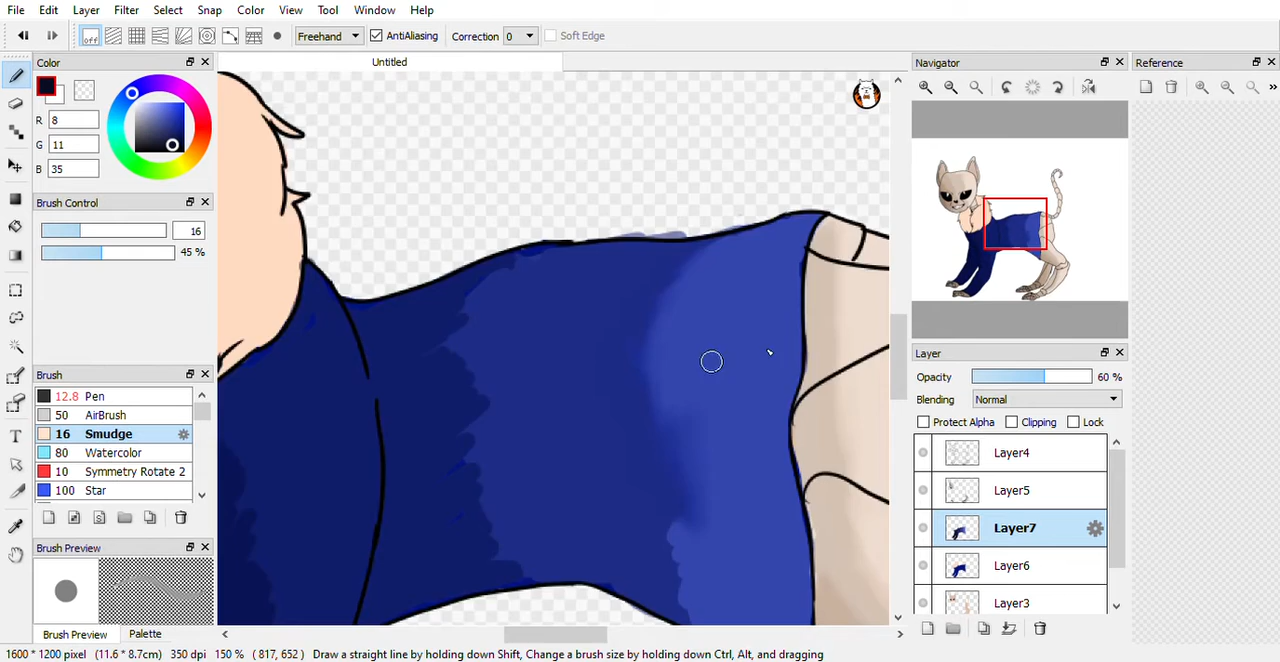 File Edit Layer Filter Select Snap Color View Tool Window Help
off Freehand AntiAliasing Correction 0 Soft Edge
Color
R 8
G 11
B 35
Brush Control
16
45 %
Brush
12.8 Pen
50 AirBrush
16 Smudge
80 Watercolor
10 Symmetry Rotate 2
100 Star
Brush Preview
Brush Preview Palette
Untitled
Navigator
Reference
Layer
Opacity 60 %
Blending Normal
Protect Alpha Clipping Lock
Layer4
Layer5
Layer7
Layer6
Layer3
1600 * 1200 pixel (11.6 * 8.7cm) 350 dpi 150 % ( 817, 652 ) Draw a straight line by holding down Shift, Change a brush size by holding down Ctrl, Alt, and dragging